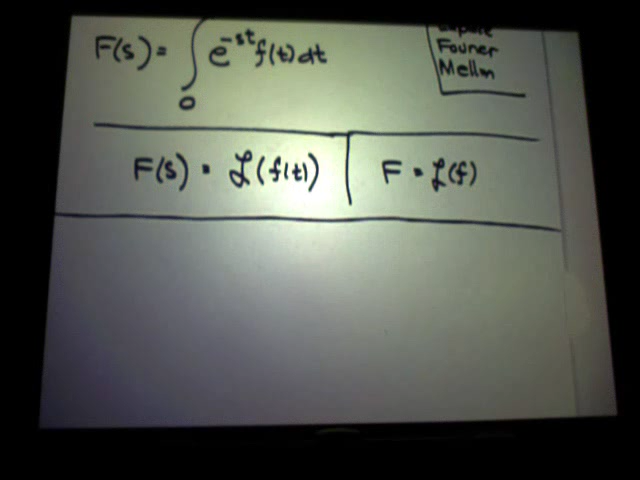 F(s) = ∫₀ e^{-st} f(t) dt
Fourier
Mellin
F(s) = ℒ(f(t))
F = ℒ(f)